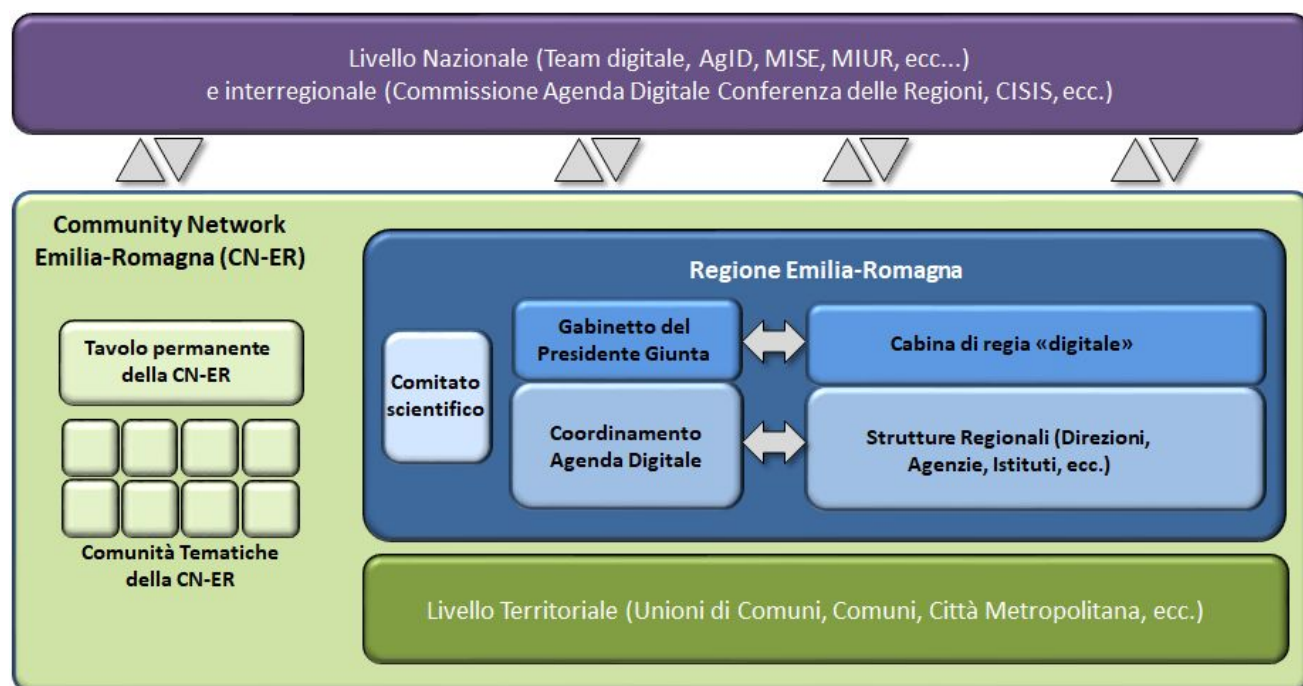 Livello Nazionale (Team digitale, AgID, MISE, MIUR, ecc...)
e interregionale (Commissione Agenda Digitale Conferenza delle Regioni, CISIS, ecc.)
Community Network
Emilia-Romagna (CN-ER)
Tavolo permanente
della CN-ER
Comunità Tematiche
della CN-ER
Regione Emilia-Romagna
Comitato
scientifico
Gabinetto del
Presidente Giunta
Cabina di regia «digitale»
Coordinamento
Agenda Digitale
Strutture Regionali (Direzioni,
Agenzie, Istituti, ecc.)
Livello Territoriale (Unioni di Comuni, Comuni, Città Metropolitana, ecc.)